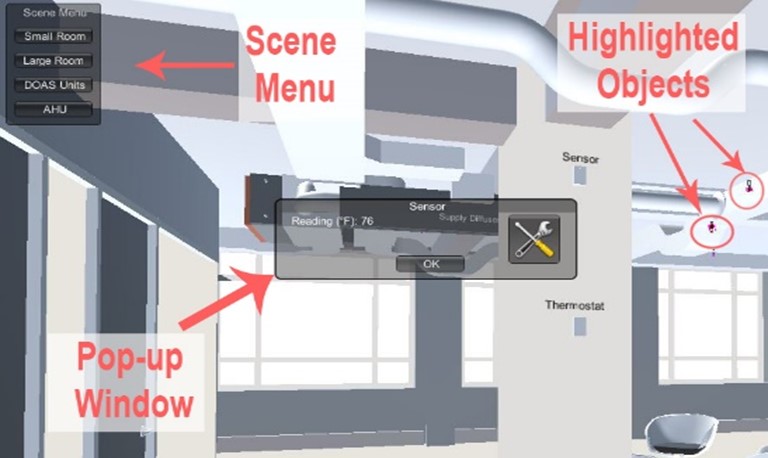 Scene Menu
Small Room
Large Room
DOAS Units
AHU
Scene
Menu
Highlighted
Objects
Sensor
Sensor
Reading (°F): 76
Supply Diffuser
OK
Thermostat
Pop-up
Window